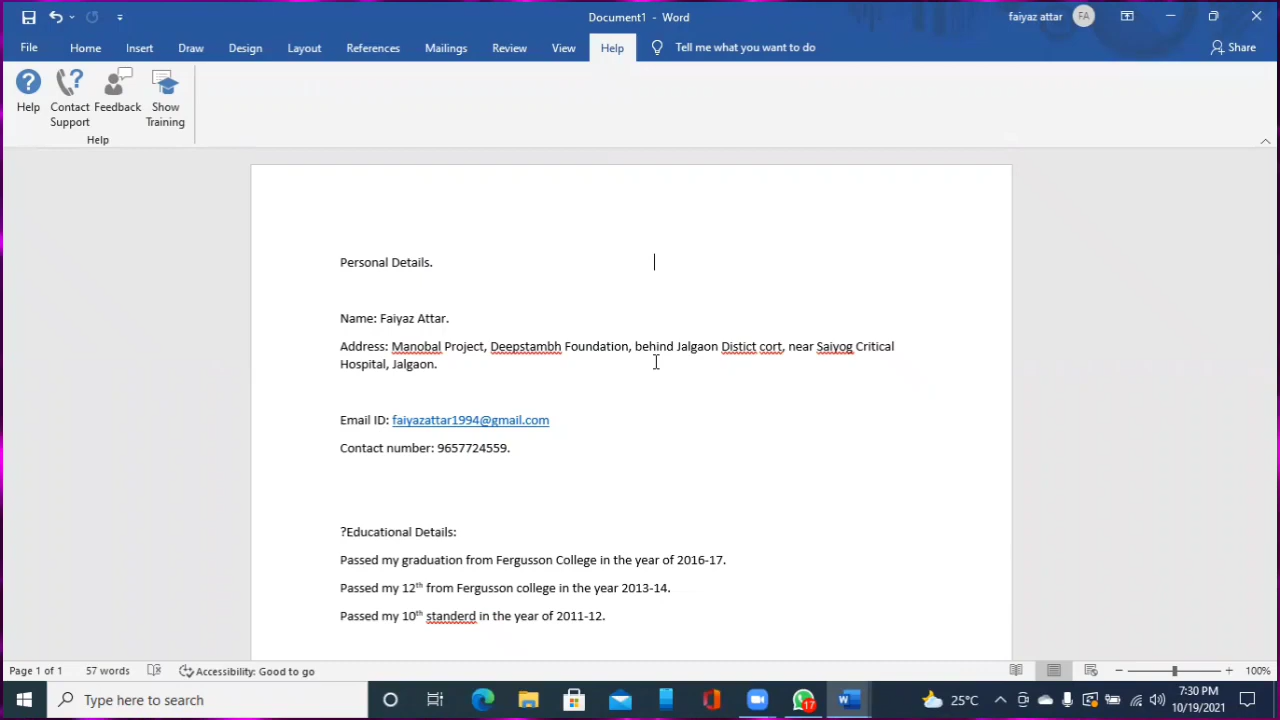 Document1 - Word
faiyaz attar FA
File Home Insert Draw Design Layout References Mailings Review View Help Tell me what you want to do Share
Help Contact Support Feedback Show Training
Help
Personal Details.
Name: Faiyaz Attar.
Address: Manobal Project, Deepstambh Foundation, behind Jalgaon Distict cort, near Saiyog Critical
Hospital, Jalgaon.
Email ID: faiyazattar1994@gmail.com
Contact number: 9657724559.
?Educational Details:
Passed my graduation from Fergusson College in the year of 2016-17.
Passed my 12th from Fergusson college in the year 2013-14.
Passed my 10th standerd in the year of 2011-12.
Page 1 of 1 57 words Accessibility: Good to go 100%
Type here to search 17 25°C 7:30 PM
10/19/2021